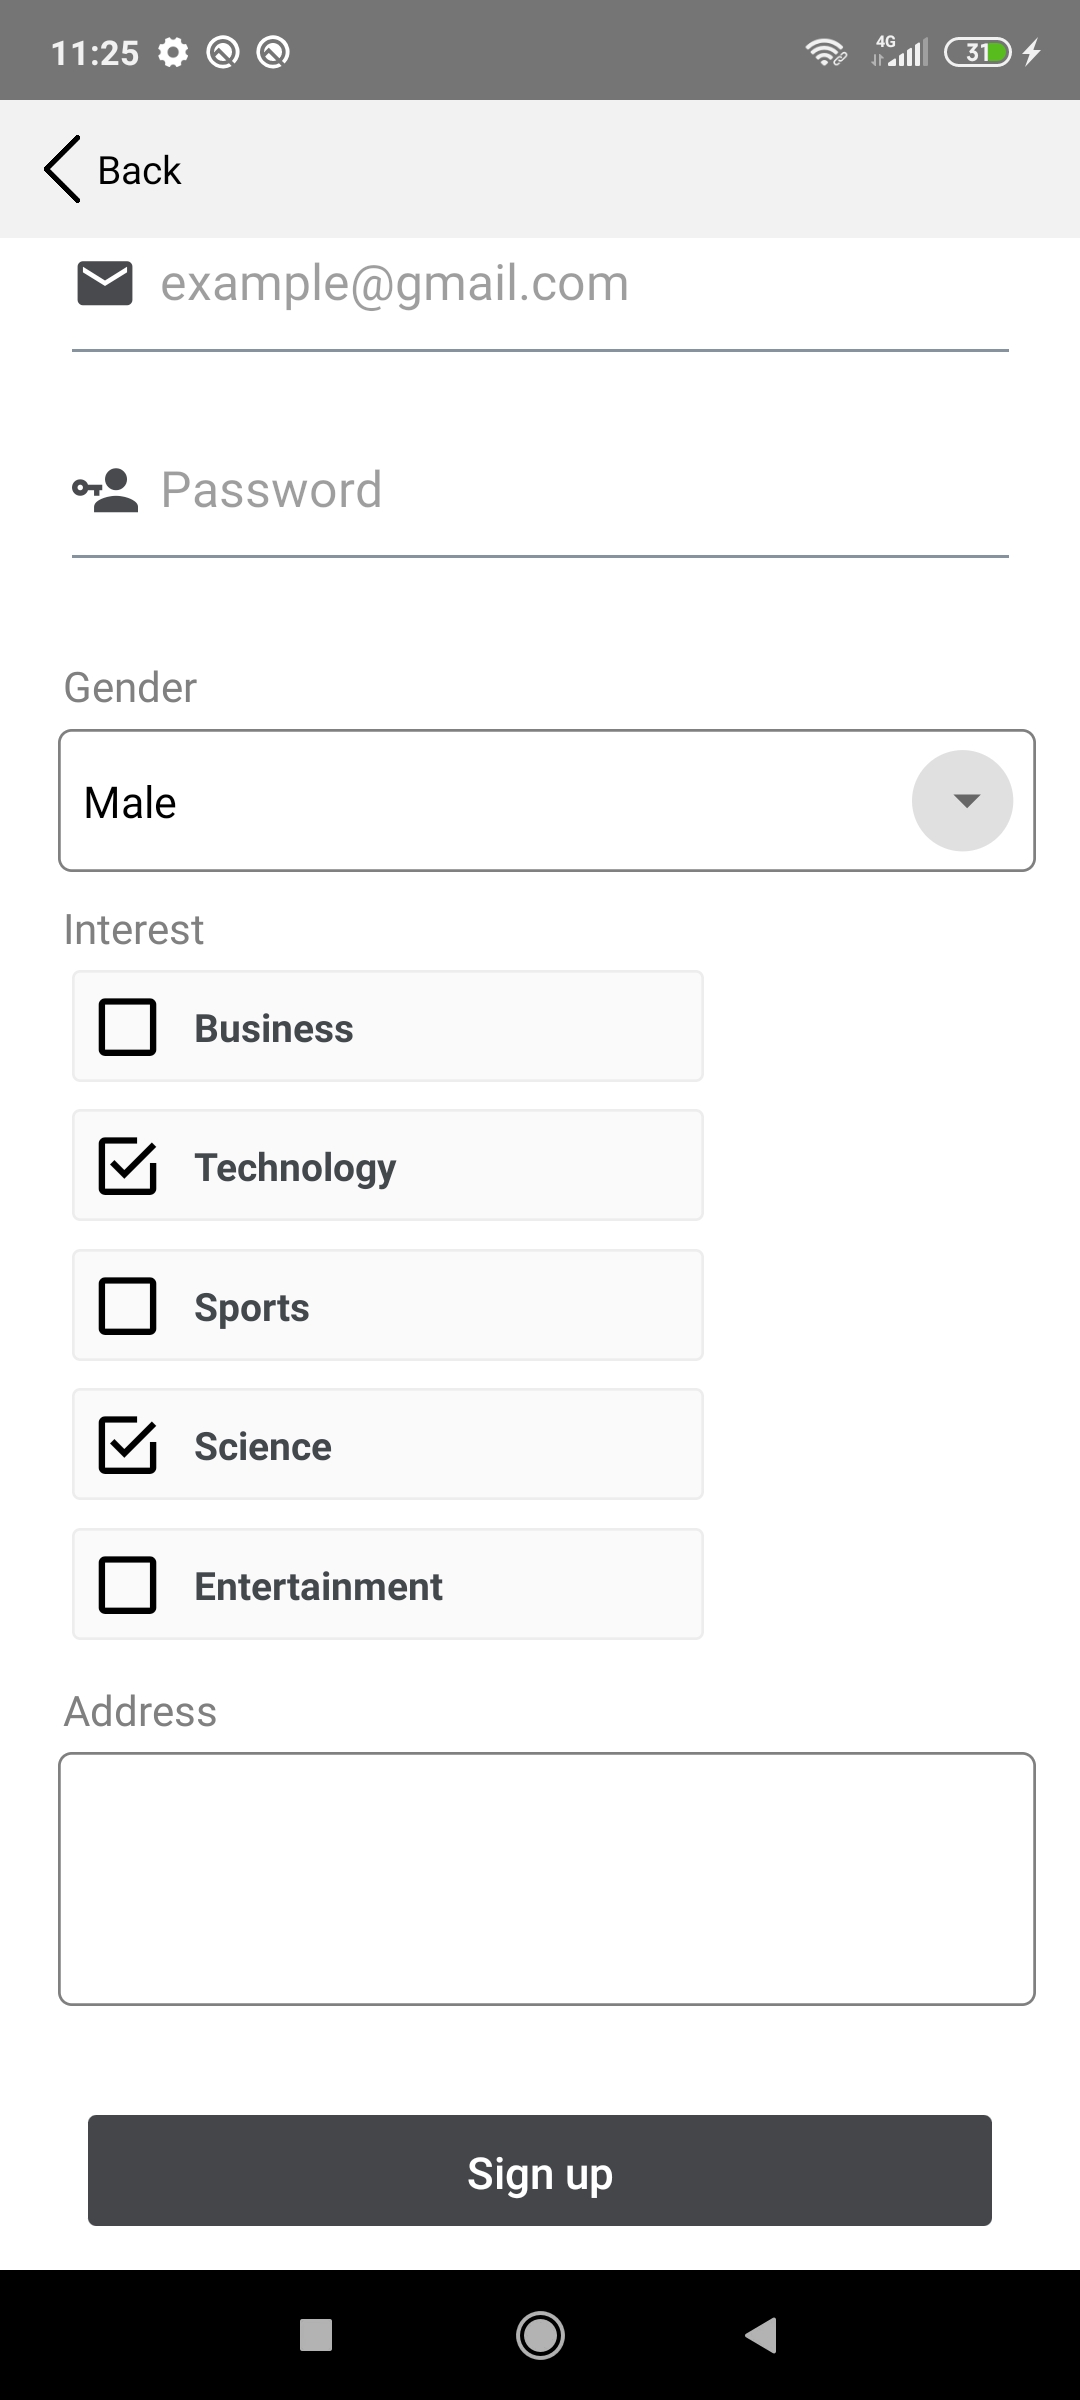 11:25 4G 31
Back
example@gmail.com
Password
Gender
Male
Interest
Business
Technology
Sports
Science
Entertainment
Address
Sign up